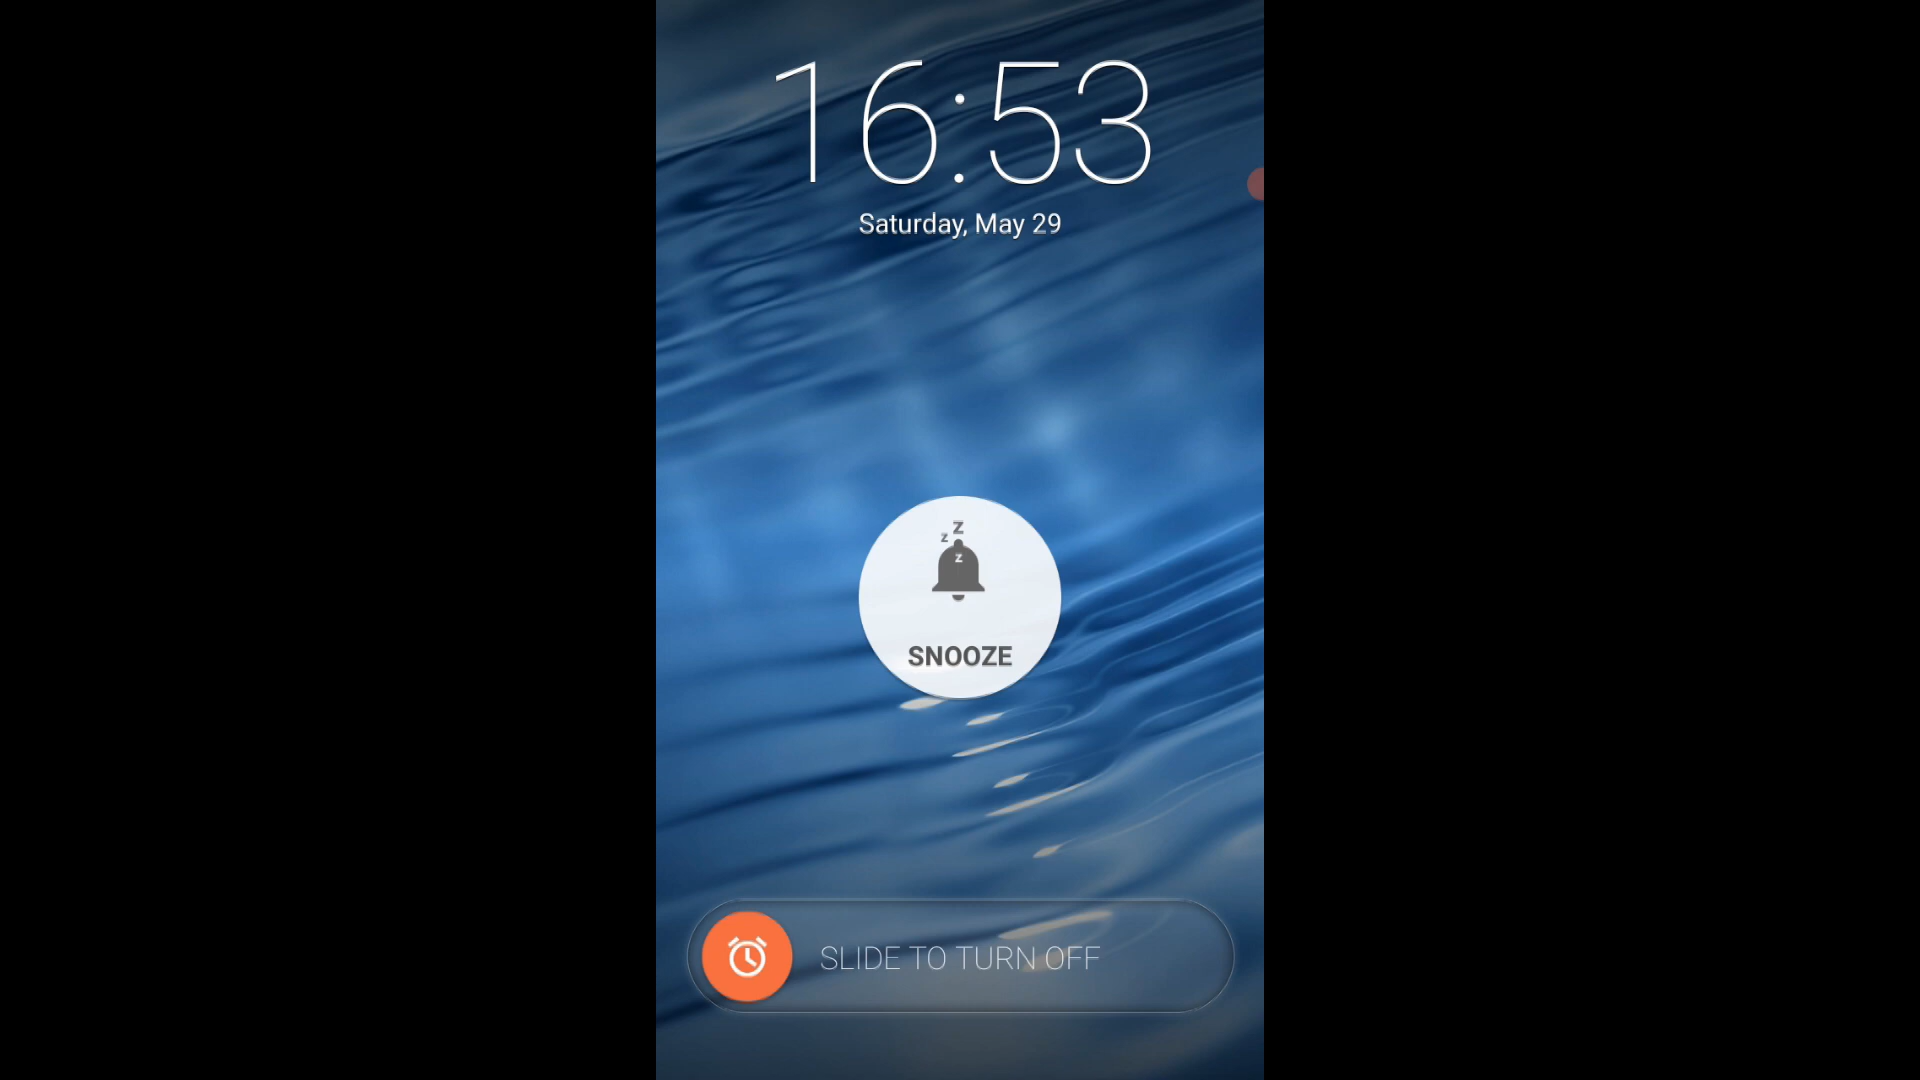 16:53
Saturday, May 29
z z
z
SNOOZE
SLIDE TO TURN OFF